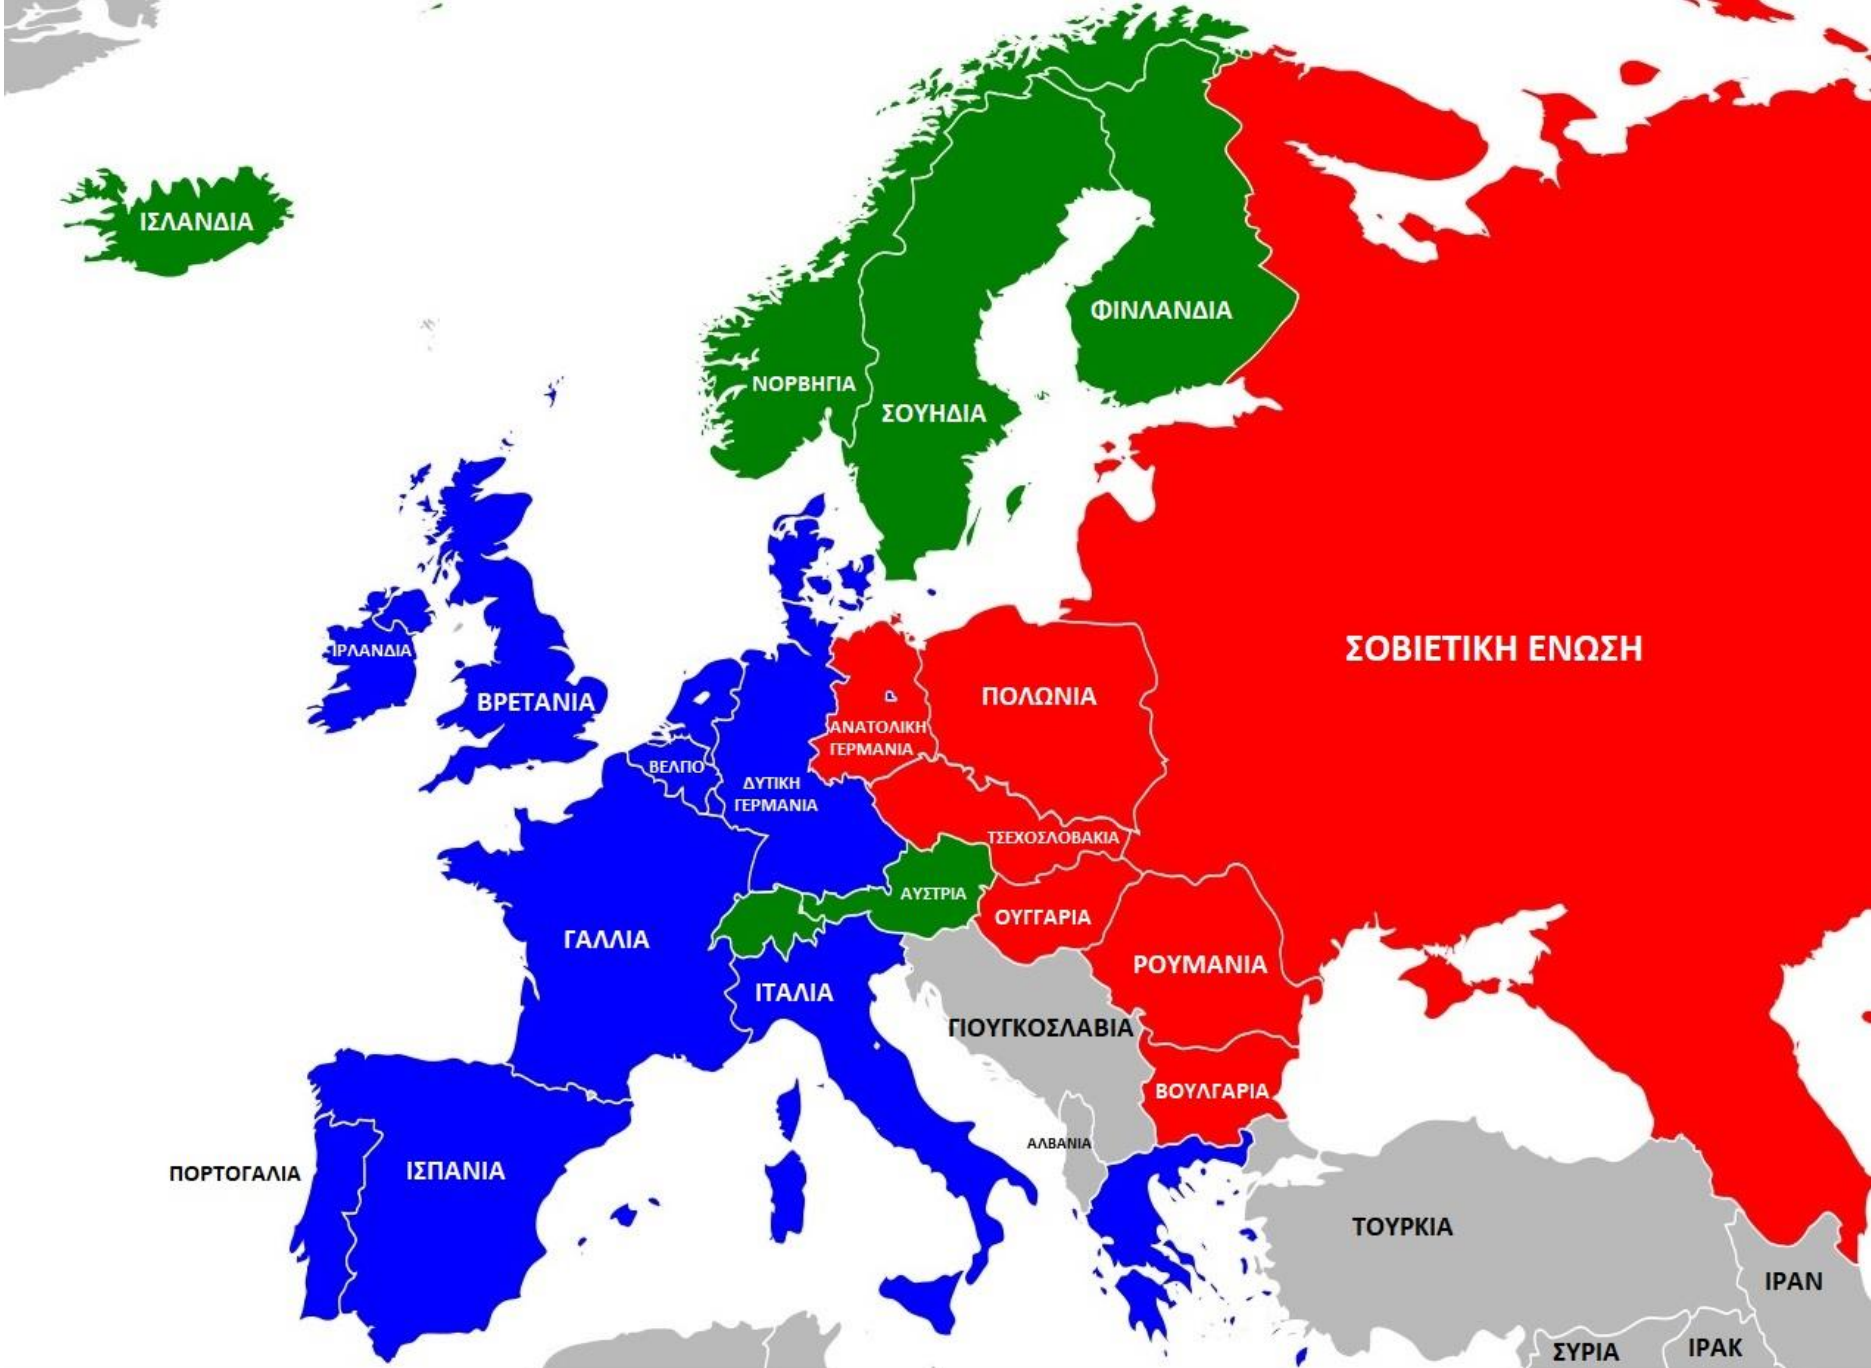 ΙΣΛΑΝΔΙΑ
ΦΙΝΛΑΝΔΙΑ
ΝΟΡΒΗΓΙΑ
ΣΟΥΗΔΙΑ
ΣΟΒΙΕΤΙΚΗ ΕΝΩΣΗ
ΙΡΛΑΝΔΙΑ
ΒΡΕΤΑΝΙΑ
ΠΟΛΩΝΙΑ
ΑΝΑΤΟΛΙΚΗ
ΓΕΡΜΑΝΙΑ
ΒΕΛΓΙΟ
ΔΥΤΙΚΗ
ΓΕΡΜΑΝΙΑ
ΤΣΕΧΟΣΛΟΒΑΚΙΑ
ΑΥΣΤΡΙΑ
ΟΥΓΓΑΡΙΑ
ΓΑΛΛΙΑ
ΡΟΥΜΑΝΙΑ
ΙΤΑΛΙΑ
ΓΙΟΥΓΚΟΣΛΑΒΙΑ
ΒΟΥΛΓΑΡΙΑ
ΑΛΒΑΝΙΑ
ΠΟΡΤΟΓΑΛΙΑ
ΙΣΠΑΝΙΑ
ΤΟΥΡΚΙΑ
ΙΡΑΝ
ΣΥΡΙΑ
ΙΡΑΚ